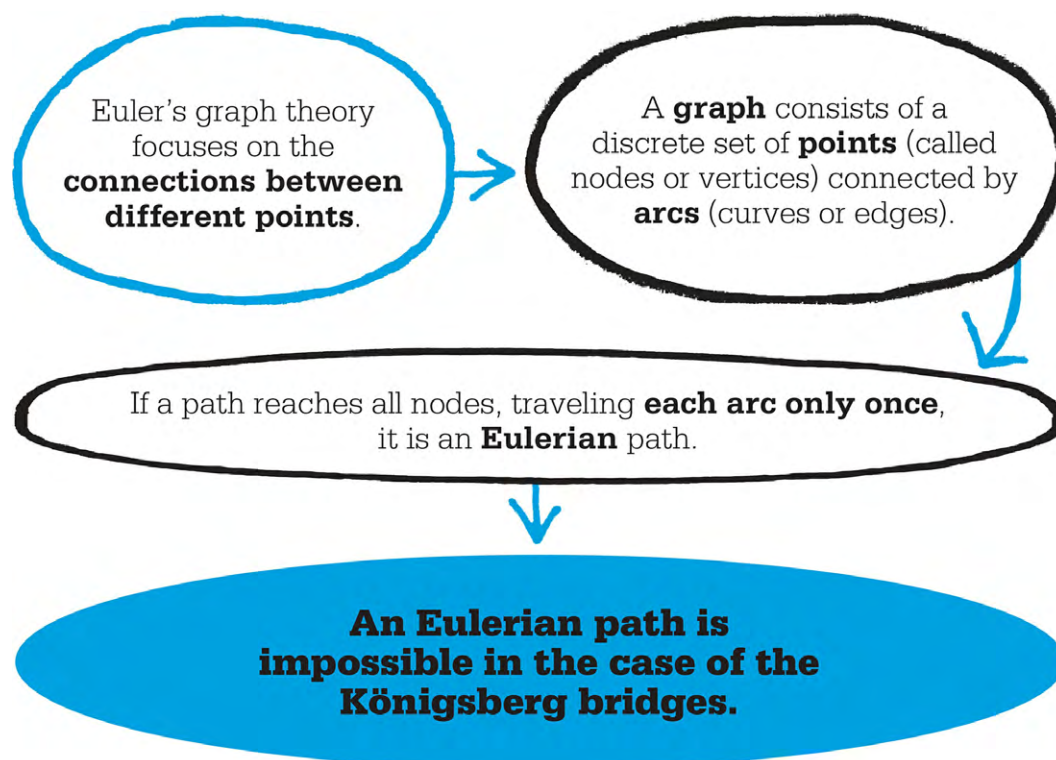 Euler’s graph theory
focuses on the
connections between
different points.
A graph consists of a
discrete set of points (called
nodes or vertices) connected by
arcs (curves or edges).
If a path reaches all nodes, traveling each arc only once,
it is an Eulerian path.
An Eulerian path is
impossible in the case of the
Königsberg bridges.